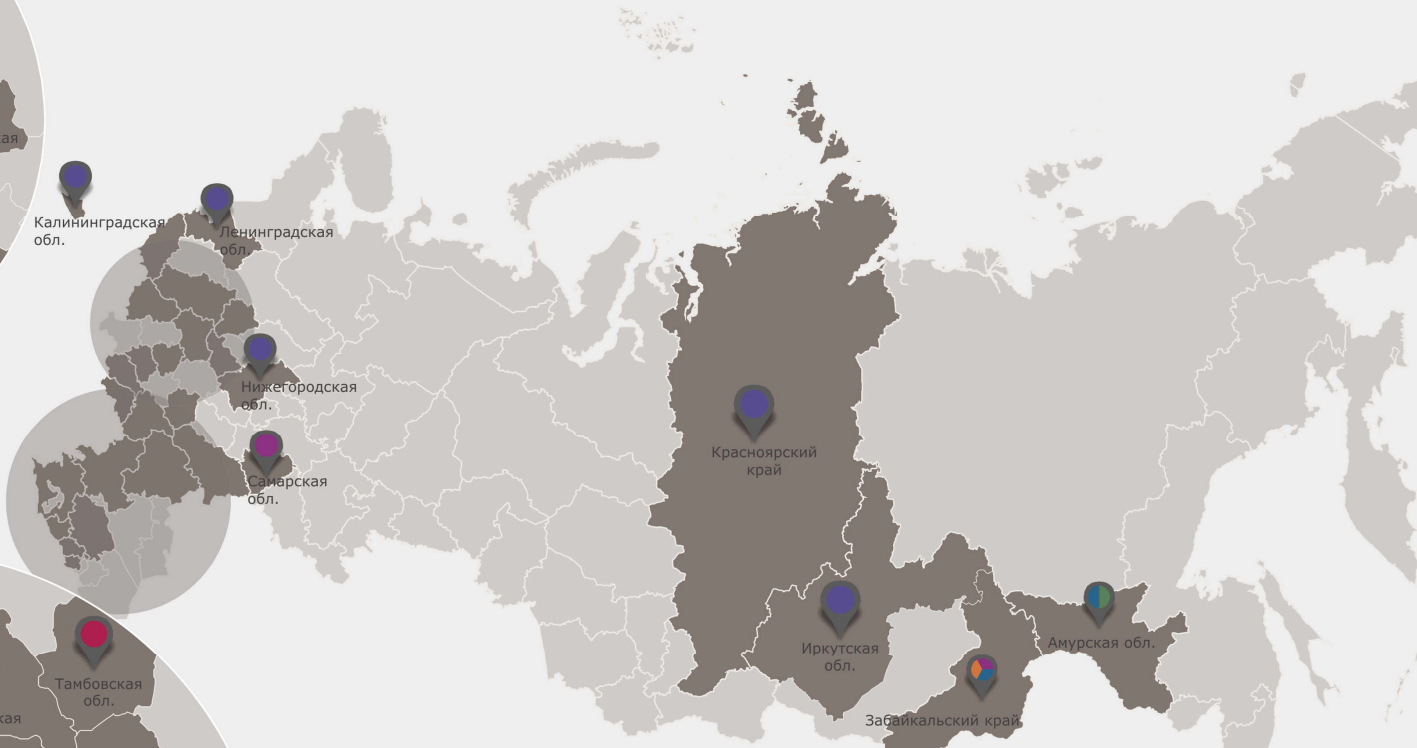 Калининградская
обл.
Ленинградская
обл.
Нижегородская
обл.
Красноярский
край
Самарская
обл.
Иркутская
обл.
Амурская обл.
Забайкальский край
Тамбовская
обл.